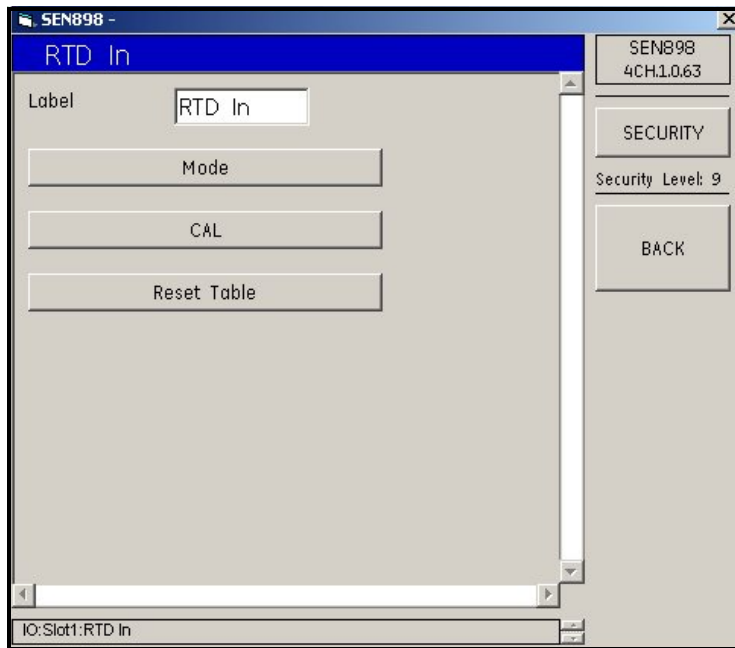 SEN898 -
RTD In
Label
RTD In
Mode
CAL
Reset Table
SEN898
4CH.1.0.63
SECURITY
Security Level: 9
BACK
IO:Slot1:RTD In